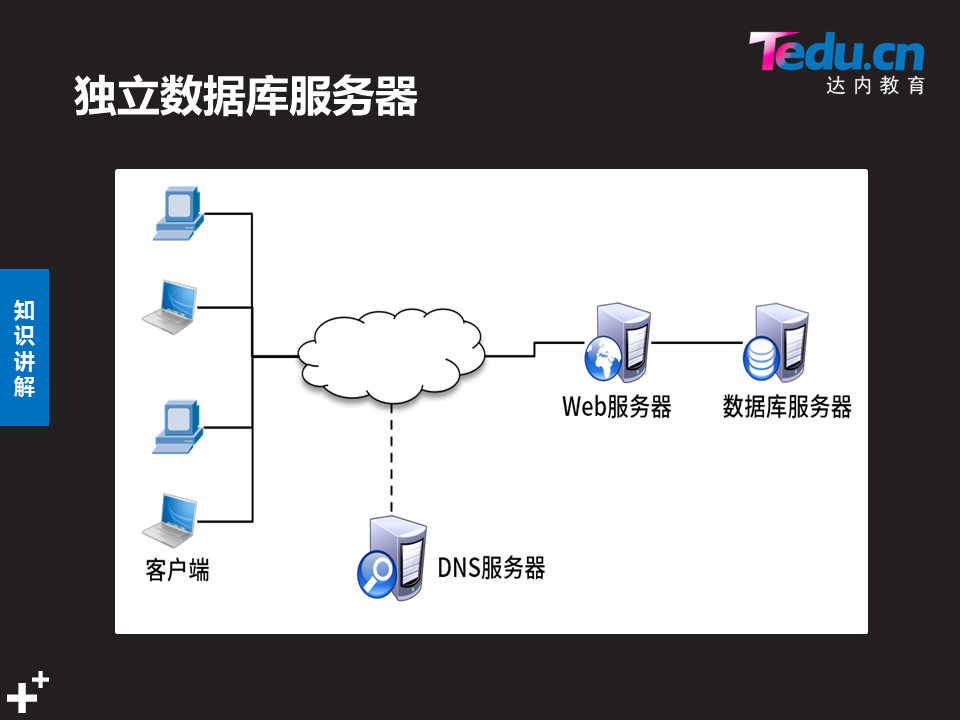 Tedu.cn
达内教育
独立数据库服务器
知识讲解
Web服务器
数据库服务器
DNS服务器
客户端